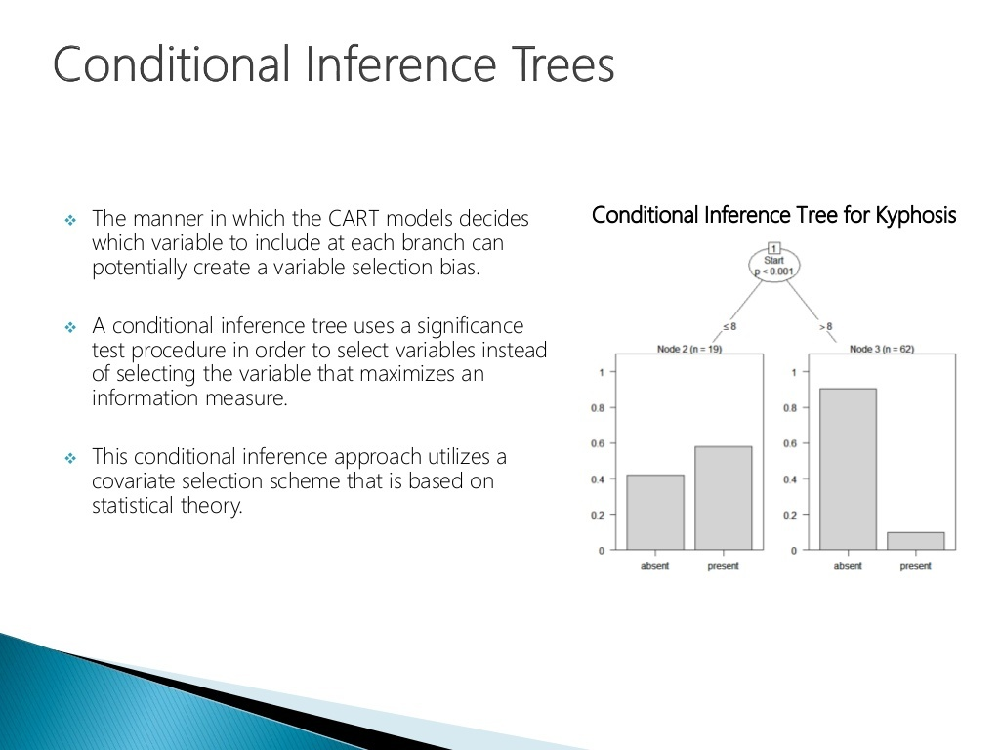 Conditional Inference Trees
The manner in which the CART models decides
which variable to include at each branch can
potentially create a variable selection bias.
A conditional inference tree uses a significance
test procedure in order to select variables instead
of selecting the variable that maximizes an
information measure.
This conditional inference approach utilizes a
covariate selection scheme that is based on
statistical theory.
Conditional Inference Tree for Kyphosis
1
Start
p < 0.001
≤ 8
> 8
Node 2 (n = 19)
1
0.8
0.6
0.4
0.2
0
absent present
Node 3 (n = 62)
1
0.8
0.6
0.4
0.2
0
absent present